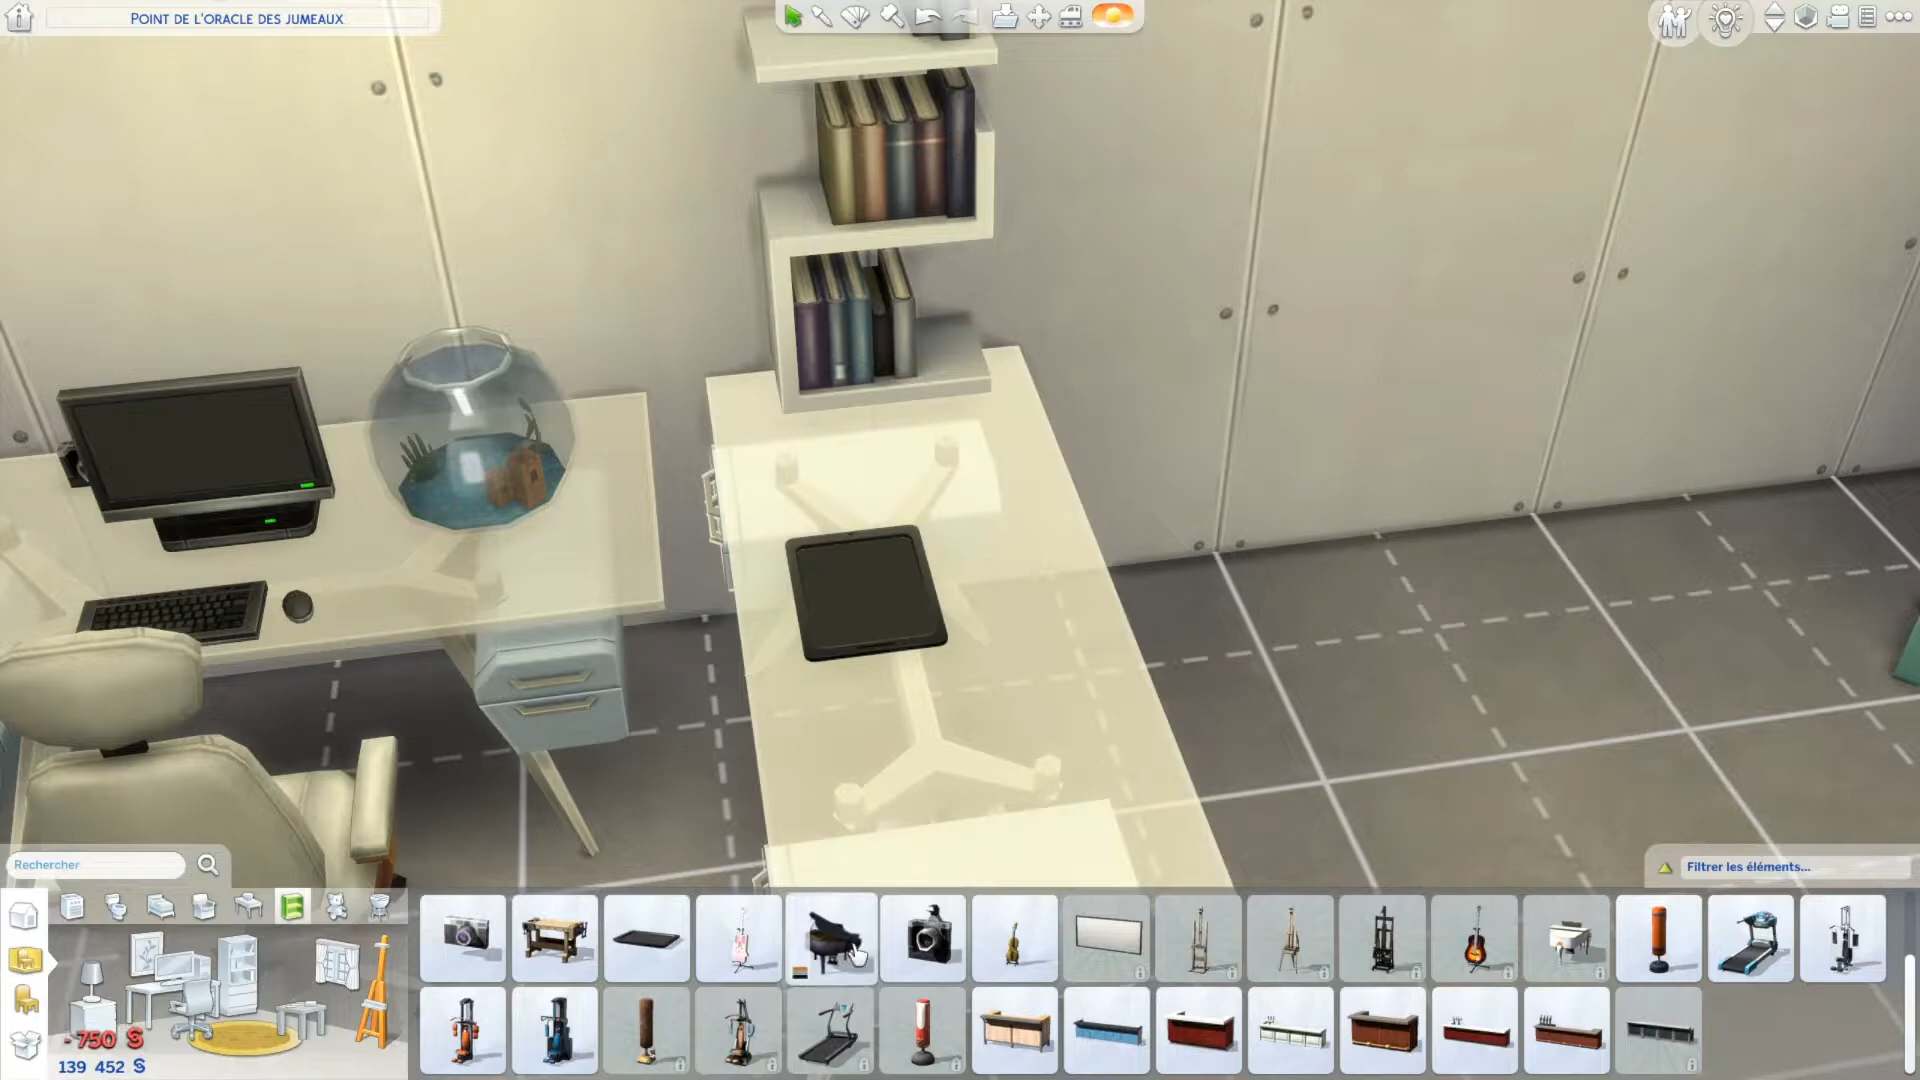 POINT DE L'ORACLE DES JUMEAUX
Rechercher
Filtrer les éléments...
-750 §
139 452 §